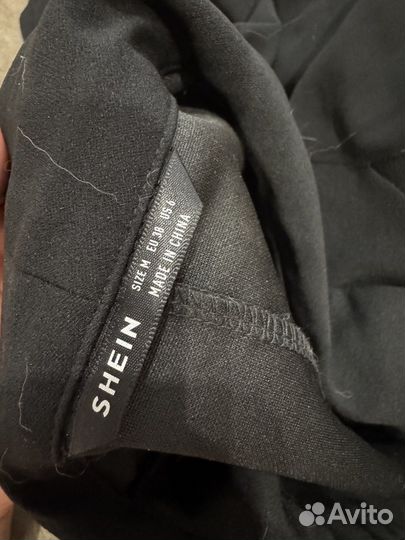 SHEIN
SIZE M EU 38 US 6
MADE IN CHINA
Avito